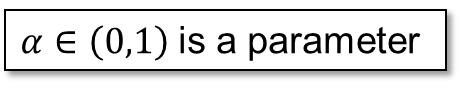 𝛼 ∈ (0,1) is a parameter